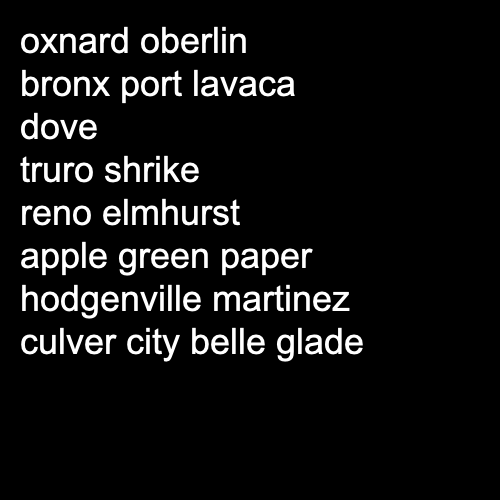 oxnard oberlin
bronx port lavaca
dove
truro shrike
reno elmhurst
apple green paper
hodgenville martinez
culver city belle glade